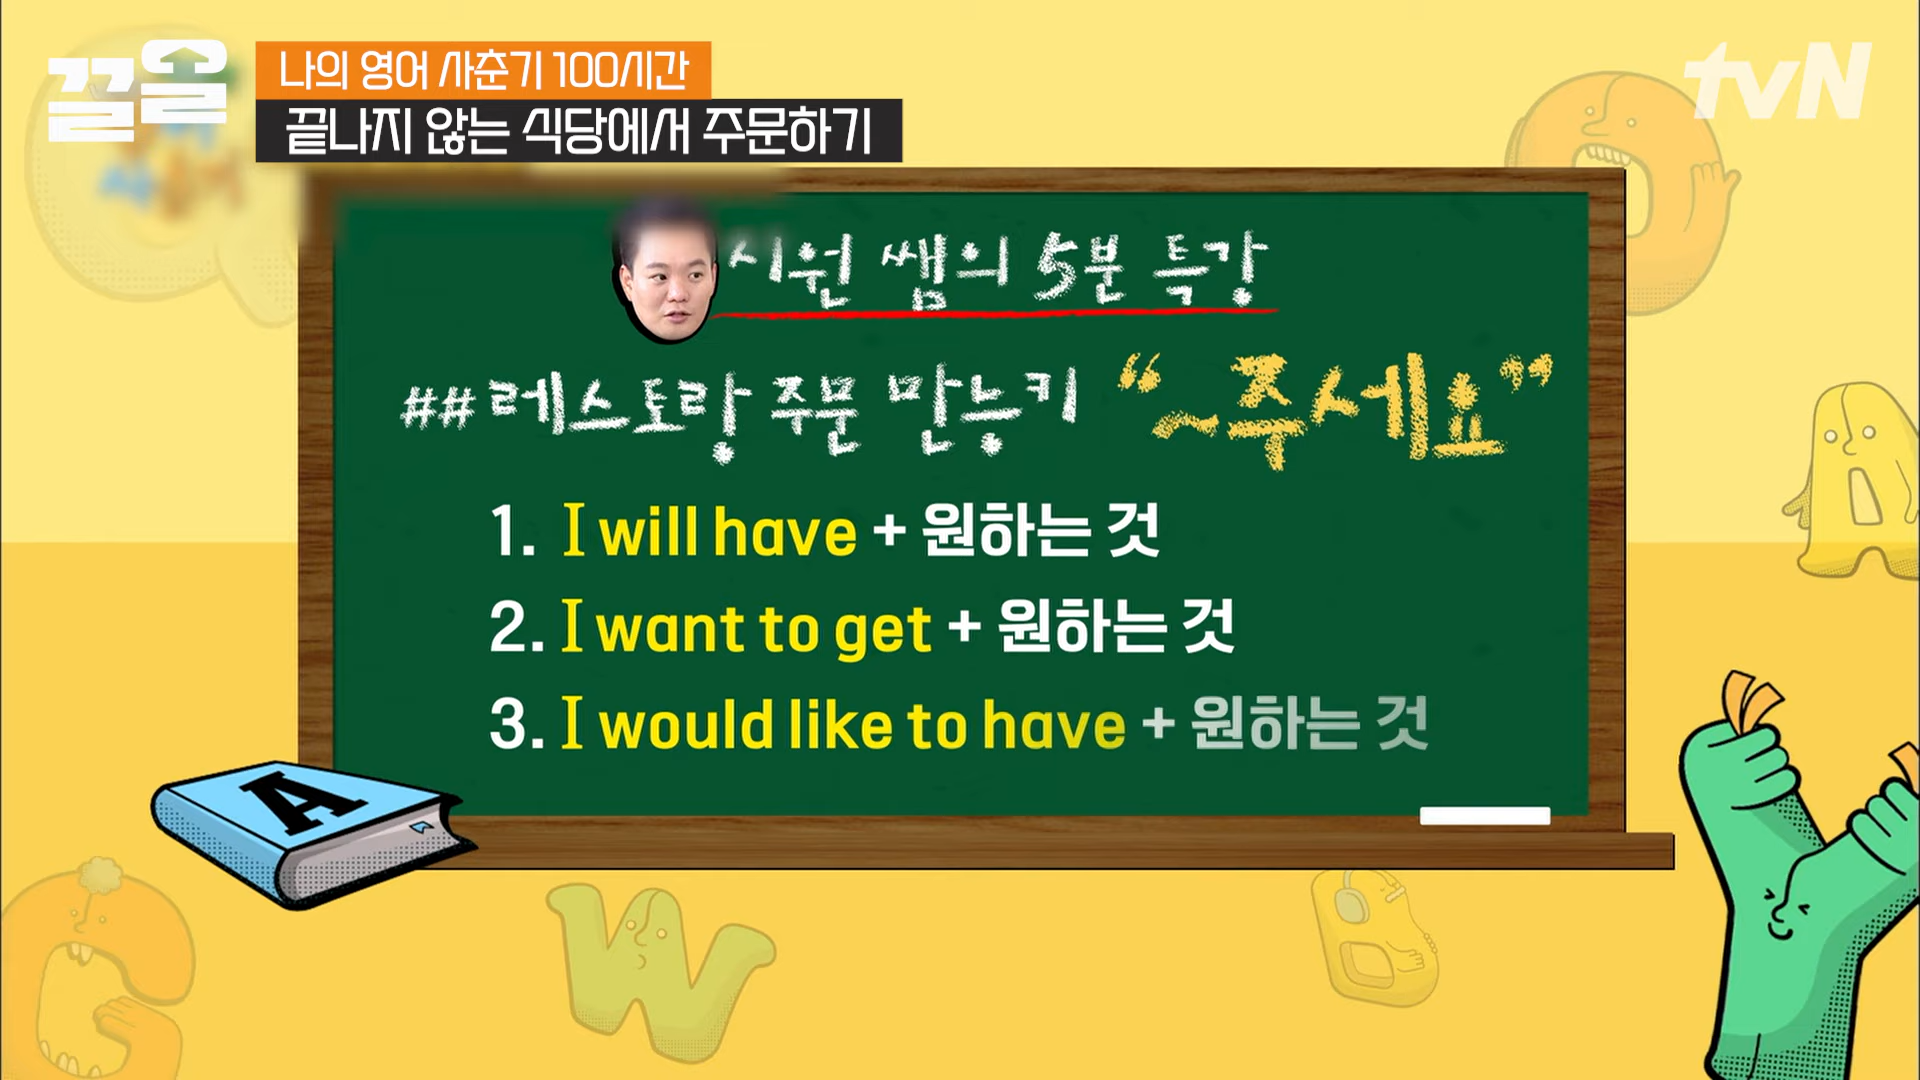 끌올
나의 영어 사춘기 100시간
끝나지 않는 식당에서 주문하기
tvN
시원 쌤의 5분 특강
##레스토랑 주문 만능키 “~주세요”
1. I will have + 원하는 것
2. I want to get + 원하는 것
3. I would like to have + 원하는 것
A